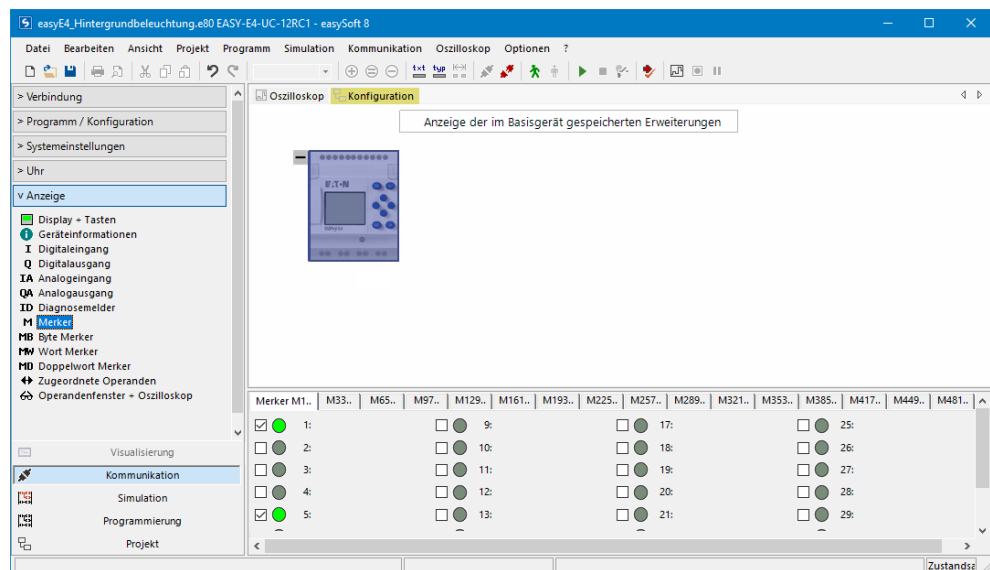 easyE4_Hintergrundbeleuchtung.e80 EASY-E4-UC-12RC1 - easySoft 8
Datei Bearbeiten Ansicht Projekt Programm Simulation Kommunikation Oszilloskop Optionen ?
txt typ
> Verbindung
> Programm / Konfiguration
> Systemeinstellungen
> Uhr
v Anzeige
Display + Tasten
Geräteinformationen
I Digitaleingang
Q Digitalausgang
IA Analogeingang
QA Analogausgang
ID Diagnosemelder
M Merker
MB Byte Merker
MW Wort Merker
MD Doppelwort Merker
Zugeordnete Operanden
Operandenfenster + Oszilloskop
Visualisierung
Kommunikation
Simulation
Programmierung
Projekt
Oszilloskop Konfiguration
Anzeige der im Basisgerät gespeicherten Erweiterungen
E·T·N
Merker M1.. M33.. M65.. M97.. M129.. M161.. M193.. M225.. M257.. M289.. M321.. M353.. M385.. M417.. M449.. M481..
1: 9: 17: 25:
2: 10: 18: 26:
3: 11: 19: 27:
4: 12: 20: 28:
5: 13: 21: 29:
Zustandsa